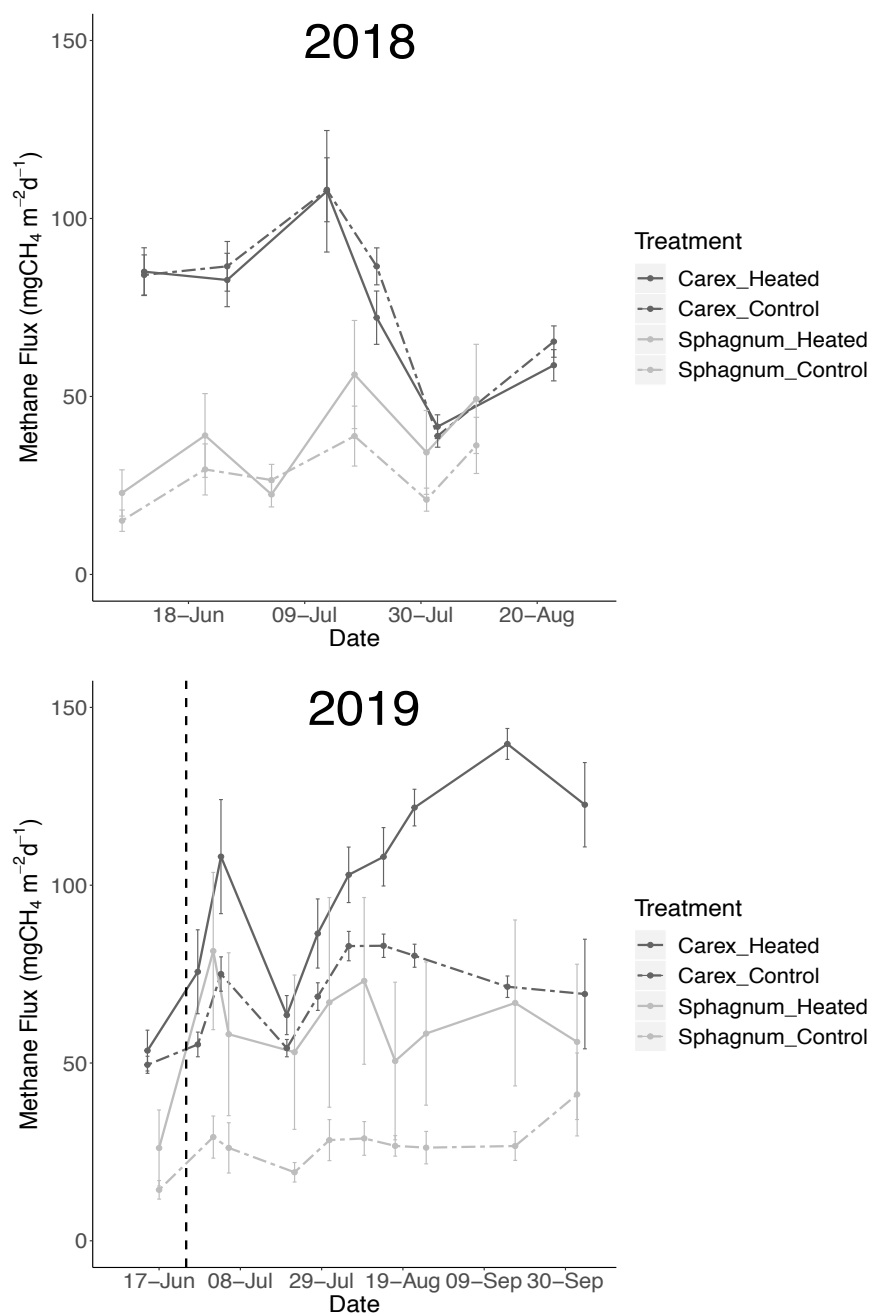 2018
150
100
50
0
Methane Flux (mgCH₄ m⁻²d⁻¹)
18–Jun 09–Jul 30–Jul 20–Aug
Date
Treatment
Carex_Heated
Carex_Control
Sphagnum_Heated
Sphagnum_Control
2019
150
100
50
0
Methane Flux (mgCH₄ m⁻²d⁻¹)
17–Jun 08–Jul 29–Jul 19–Aug 09–Sep 30–Sep
Date
Treatment
Carex_Heated
Carex_Control
Sphagnum_Heated
Sphagnum_Control